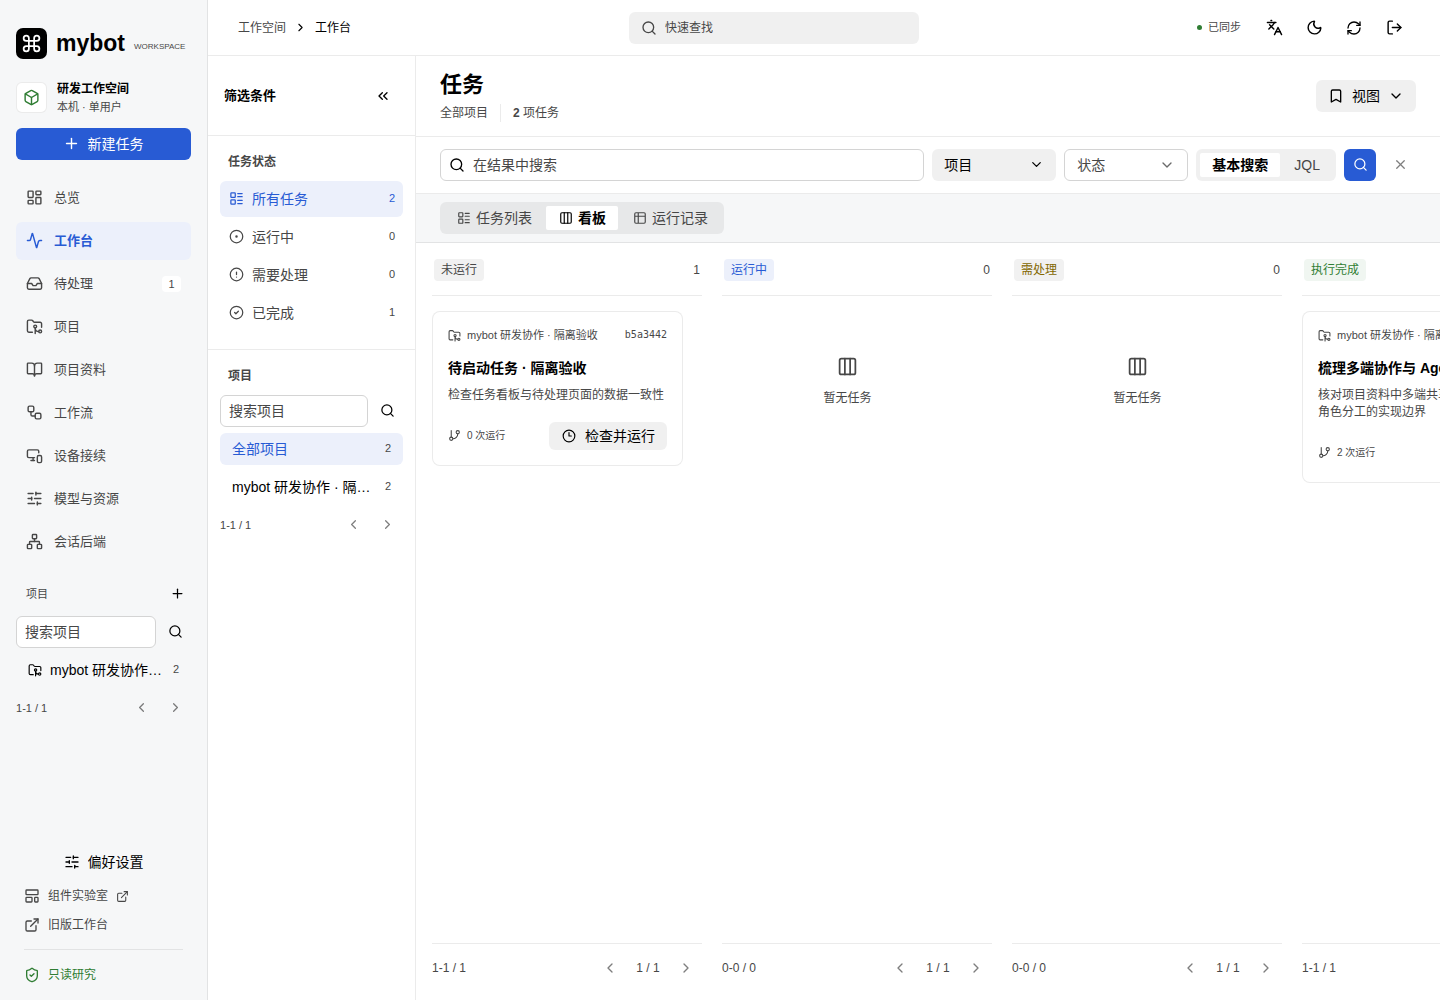 mybot WORKSPACE
研发工作空间
本机 · 单用户
新建任务
总览
工作台
待处理 1
项目
项目资料
工作流
设备接续
模型与资源
会话后端
项目
搜索项目
mybot 研发协作… 2
1-1 / 1
偏好设置
组件实验室
旧版工作台
只读研究
工作空间 工作台
快速查找
已同步
筛选条件
任务状态
所有任务 2
运行中 0
需要处理 0
已完成 1
项目
搜索项目
全部项目 2
mybot 研发协作 · 隔… 2
1-1 / 1
任务
全部项目 2 项任务
视图
在结果中搜索
项目
状态
基本搜索 JQL
任务列表 看板 运行记录
未运行 1
mybot 研发协作 · 隔离验收 b5a3442
待启动任务 · 隔离验收
检查任务看板与待处理页面的数据一致性
0 次运行
检查并运行
1-1 / 1 1 / 1
运行中 0
暂无任务
0-0 / 0 1 / 1
需处理 0
暂无任务
0-0 / 0 1 / 1
执行完成
mybot 研发协作 · 隔
梳理多端协作与 Ag
核对项目资料中多端共
角色分工的实现边界
2 次运行
1-1 / 1